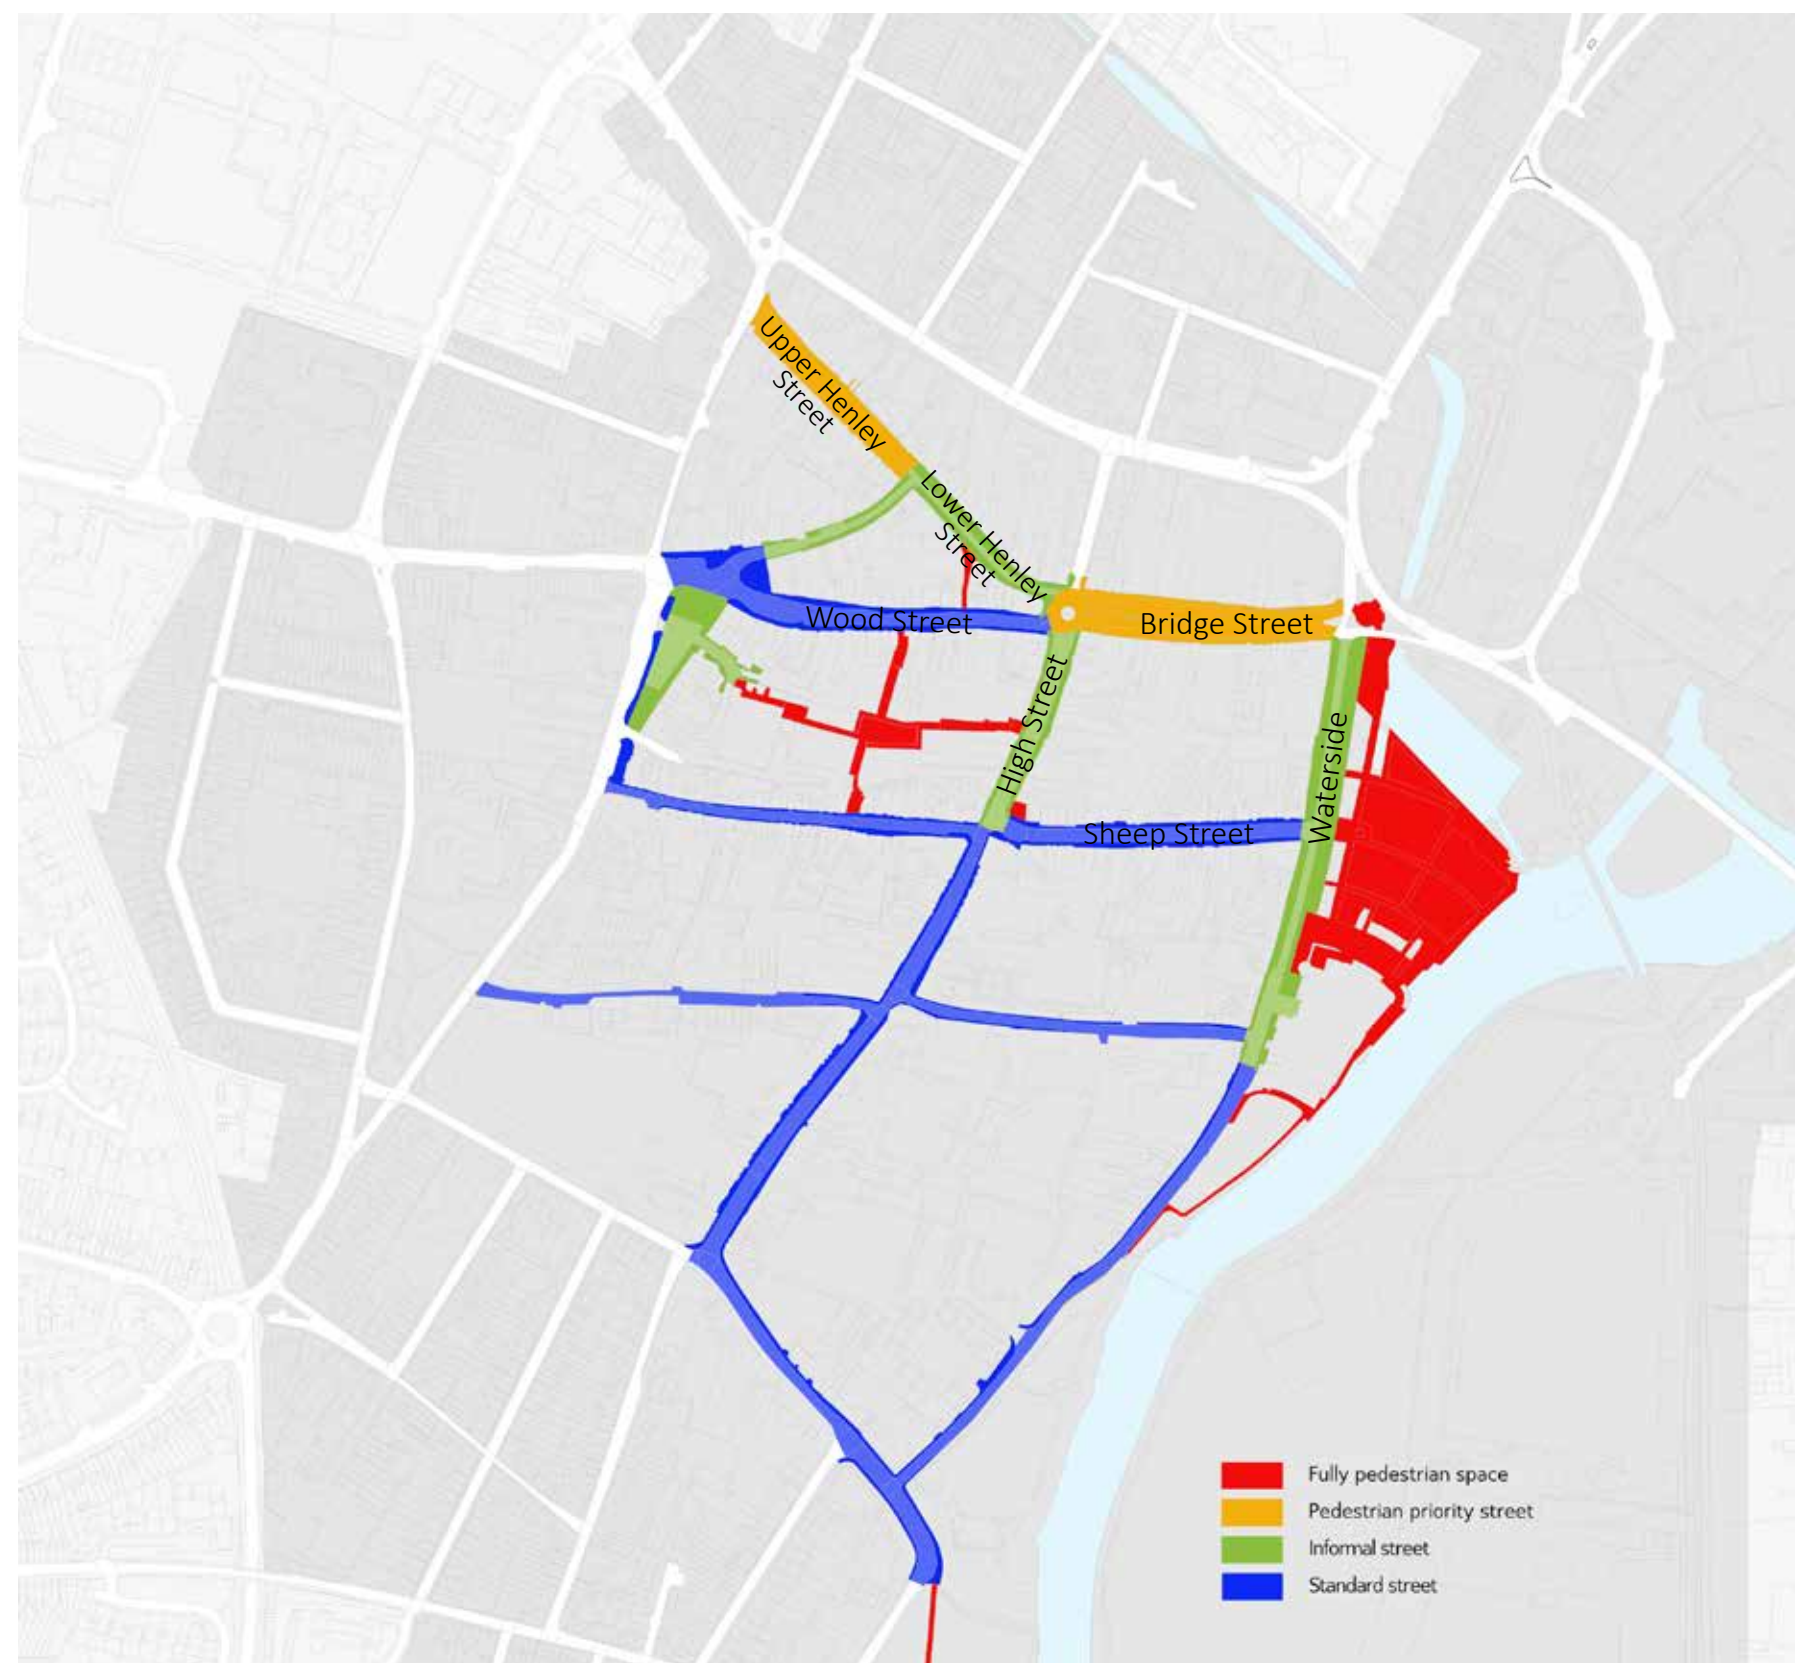 Upper Henley
Street
Lower Henley
Street
Wood Street
Bridge Street
High Street
Waterside
Sheep Street
Fully pedestrian space
Pedestrian priority street
Informal street
Standard street